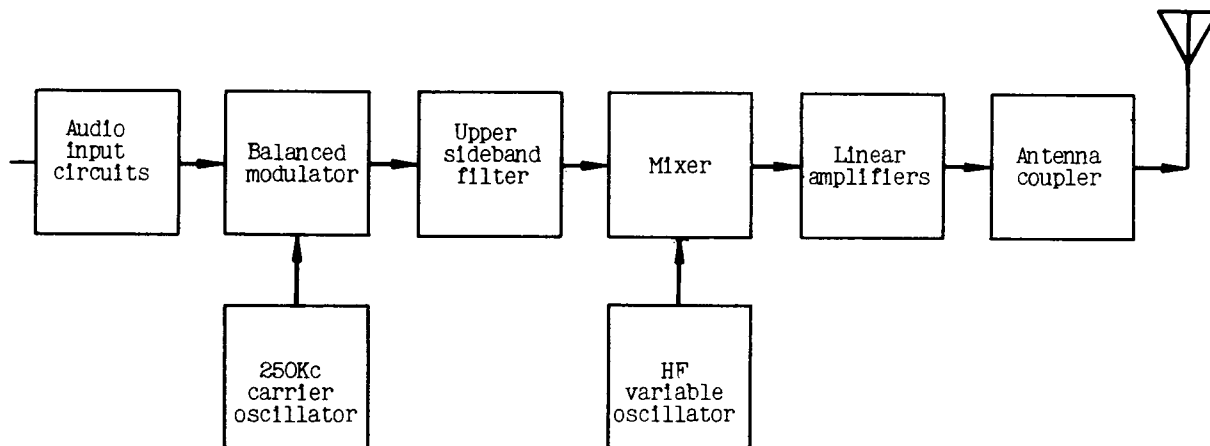 Audio
input
circuits
Balanced
modulator
Upper
sideband
filter
Mixer
Linear
amplifiers
Antenna
coupler
250Kc
carrier
oscillator
HF
variable
oscillator